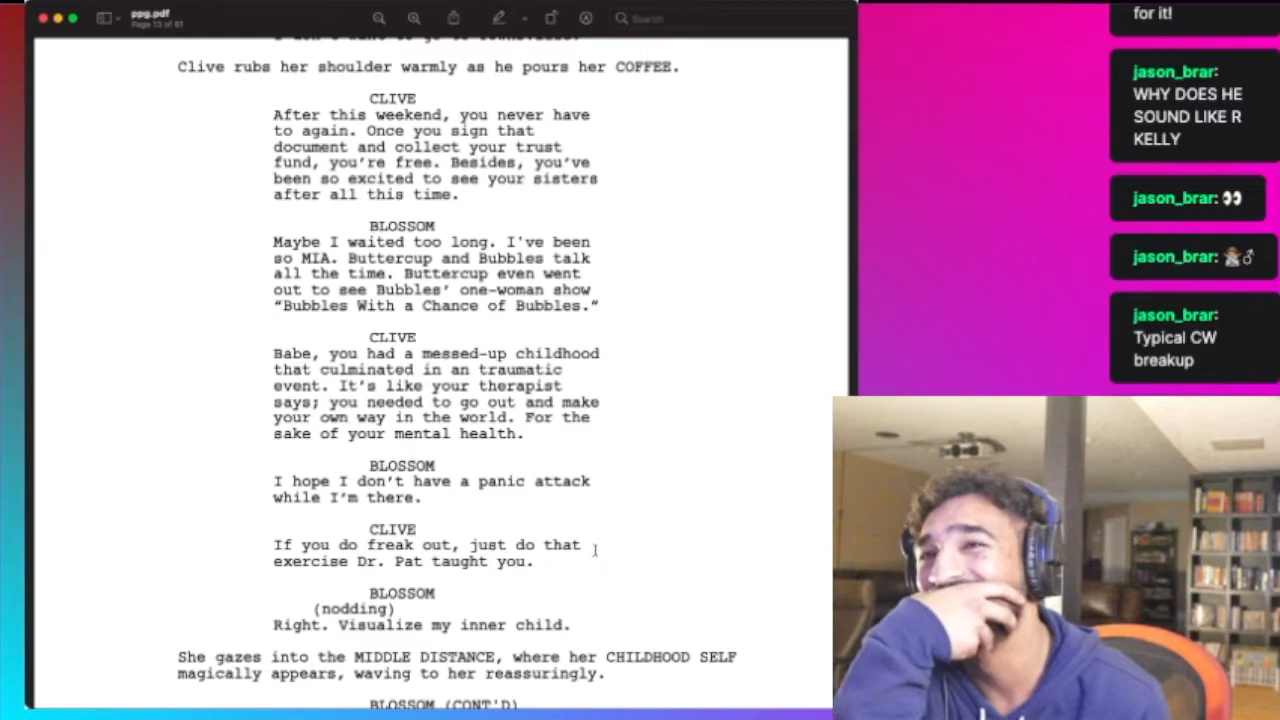 ppg.pdf
Page 13 of 61
Search
Clive rubs her shoulder warmly as he pours her COFFEE.
CLIVE
After this weekend, you never have
to again. Once you sign that
document and collect your trust
fund, you're free. Besides, you've
been so excited to see your sisters
after all this time.
BLOSSOM
Maybe I waited too long. I've been
so MIA. Buttercup and Bubbles talk
all the time. Buttercup even went
out to see Bubbles' one-woman show
"Bubbles With a Chance of Bubbles."
CLIVE
Babe, you had a messed-up childhood
that culminated in an traumatic
event. It's like your therapist
says; you needed to go out and make
your own way in the world. For the
sake of your mental health.
BLOSSOM
I hope I don't have a panic attack
while I'm there.
CLIVE
If you do freak out, just do that
exercise Dr. Pat taught you.
BLOSSOM
(nodding)
Right. Visualize my inner child.
She gazes into the MIDDLE DISTANCE, where her CHILDHOOD SELF
magically appears, waving to her reassuringly.
BLOSSOM (CONT'D)
for it!
jason_brar:
WHY DOES HE
SOUND LIKE R
KELLY
jason_brar: 👀
jason_brar:
jason_brar:
Typical CW
breakup